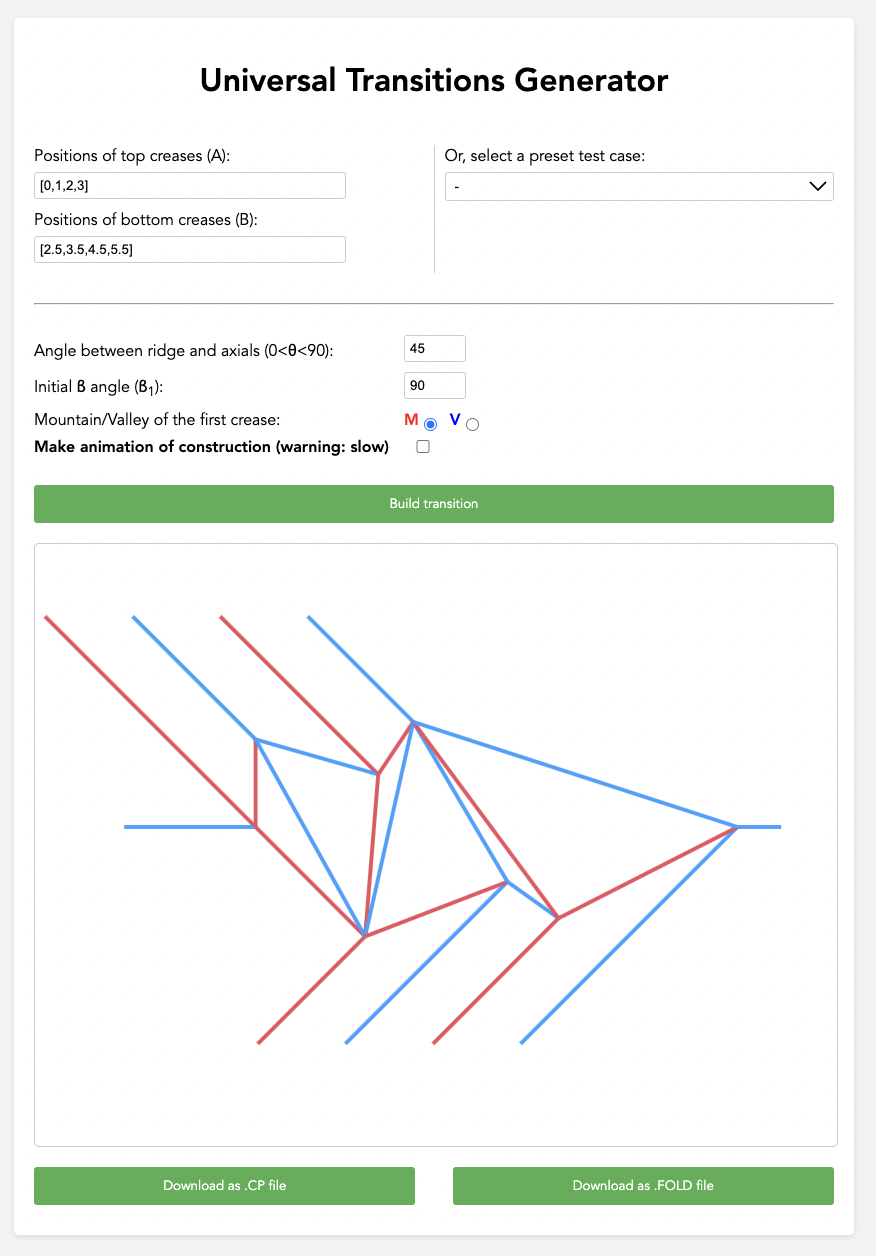 Universal Transitions Generator
Positions of top creases (A):
[0,1,2,3]
Positions of bottom creases (B):
[2.5,3.5,4.5,5.5]
Or, select a preset test case:
-
Angle between ridge and axials (0<θ<90):
45
Initial ß angle (ß1):
90
Mountain/Valley of the first crease:
M V
Make animation of construction (warning: slow)
Build transition
Download as .CP file
Download as .FOLD file